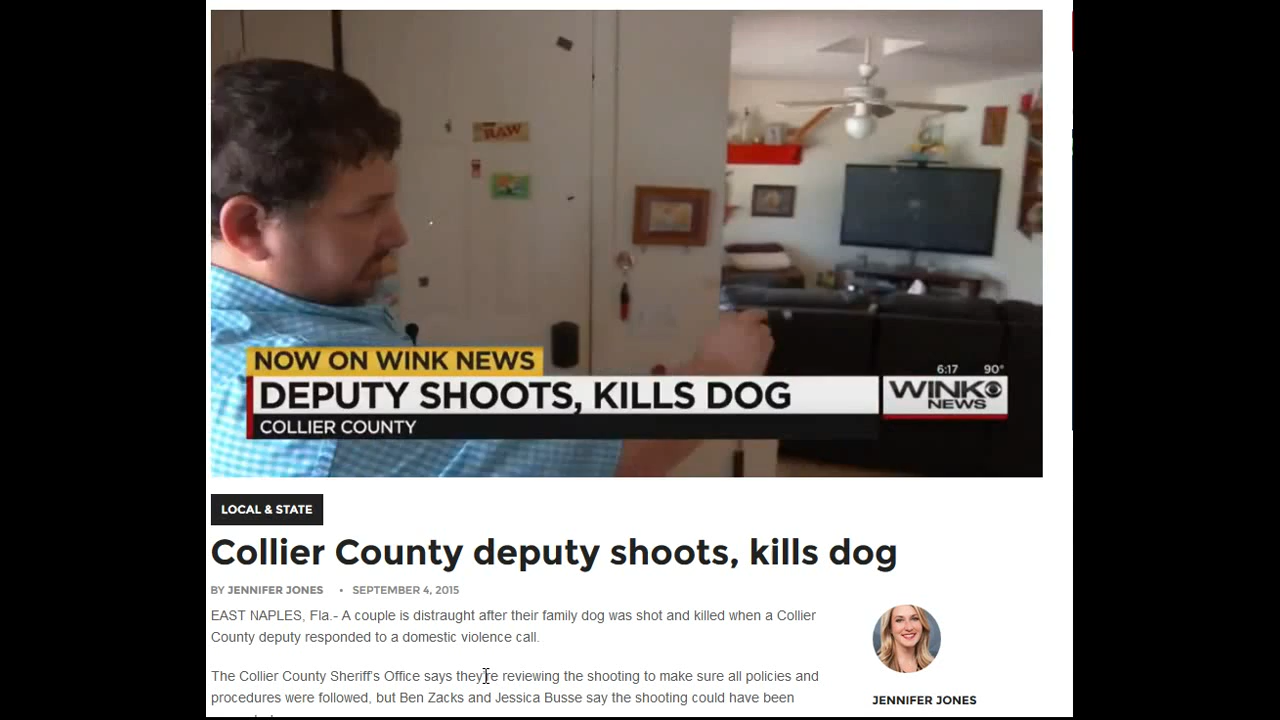 RAW
NOW ON WINK NEWS
DEPUTY SHOOTS, KILLS DOG
COLLIER COUNTY
6:17 90°
WINK
NEWS
LOCAL & STATE
Collier County deputy shoots, kills dog
BY JENNIFER JONES • SEPTEMBER 4, 2015
EAST NAPLES, Fla.- A couple is distraught after their family dog was shot and killed when a Collier
County deputy responded to a domestic violence call.
The Collier County Sheriff's Office says they're reviewing the shooting to make sure all policies and
procedures were followed, but Ben Zacks and Jessica Busse say the shooting could have been
JENNIFER JONES